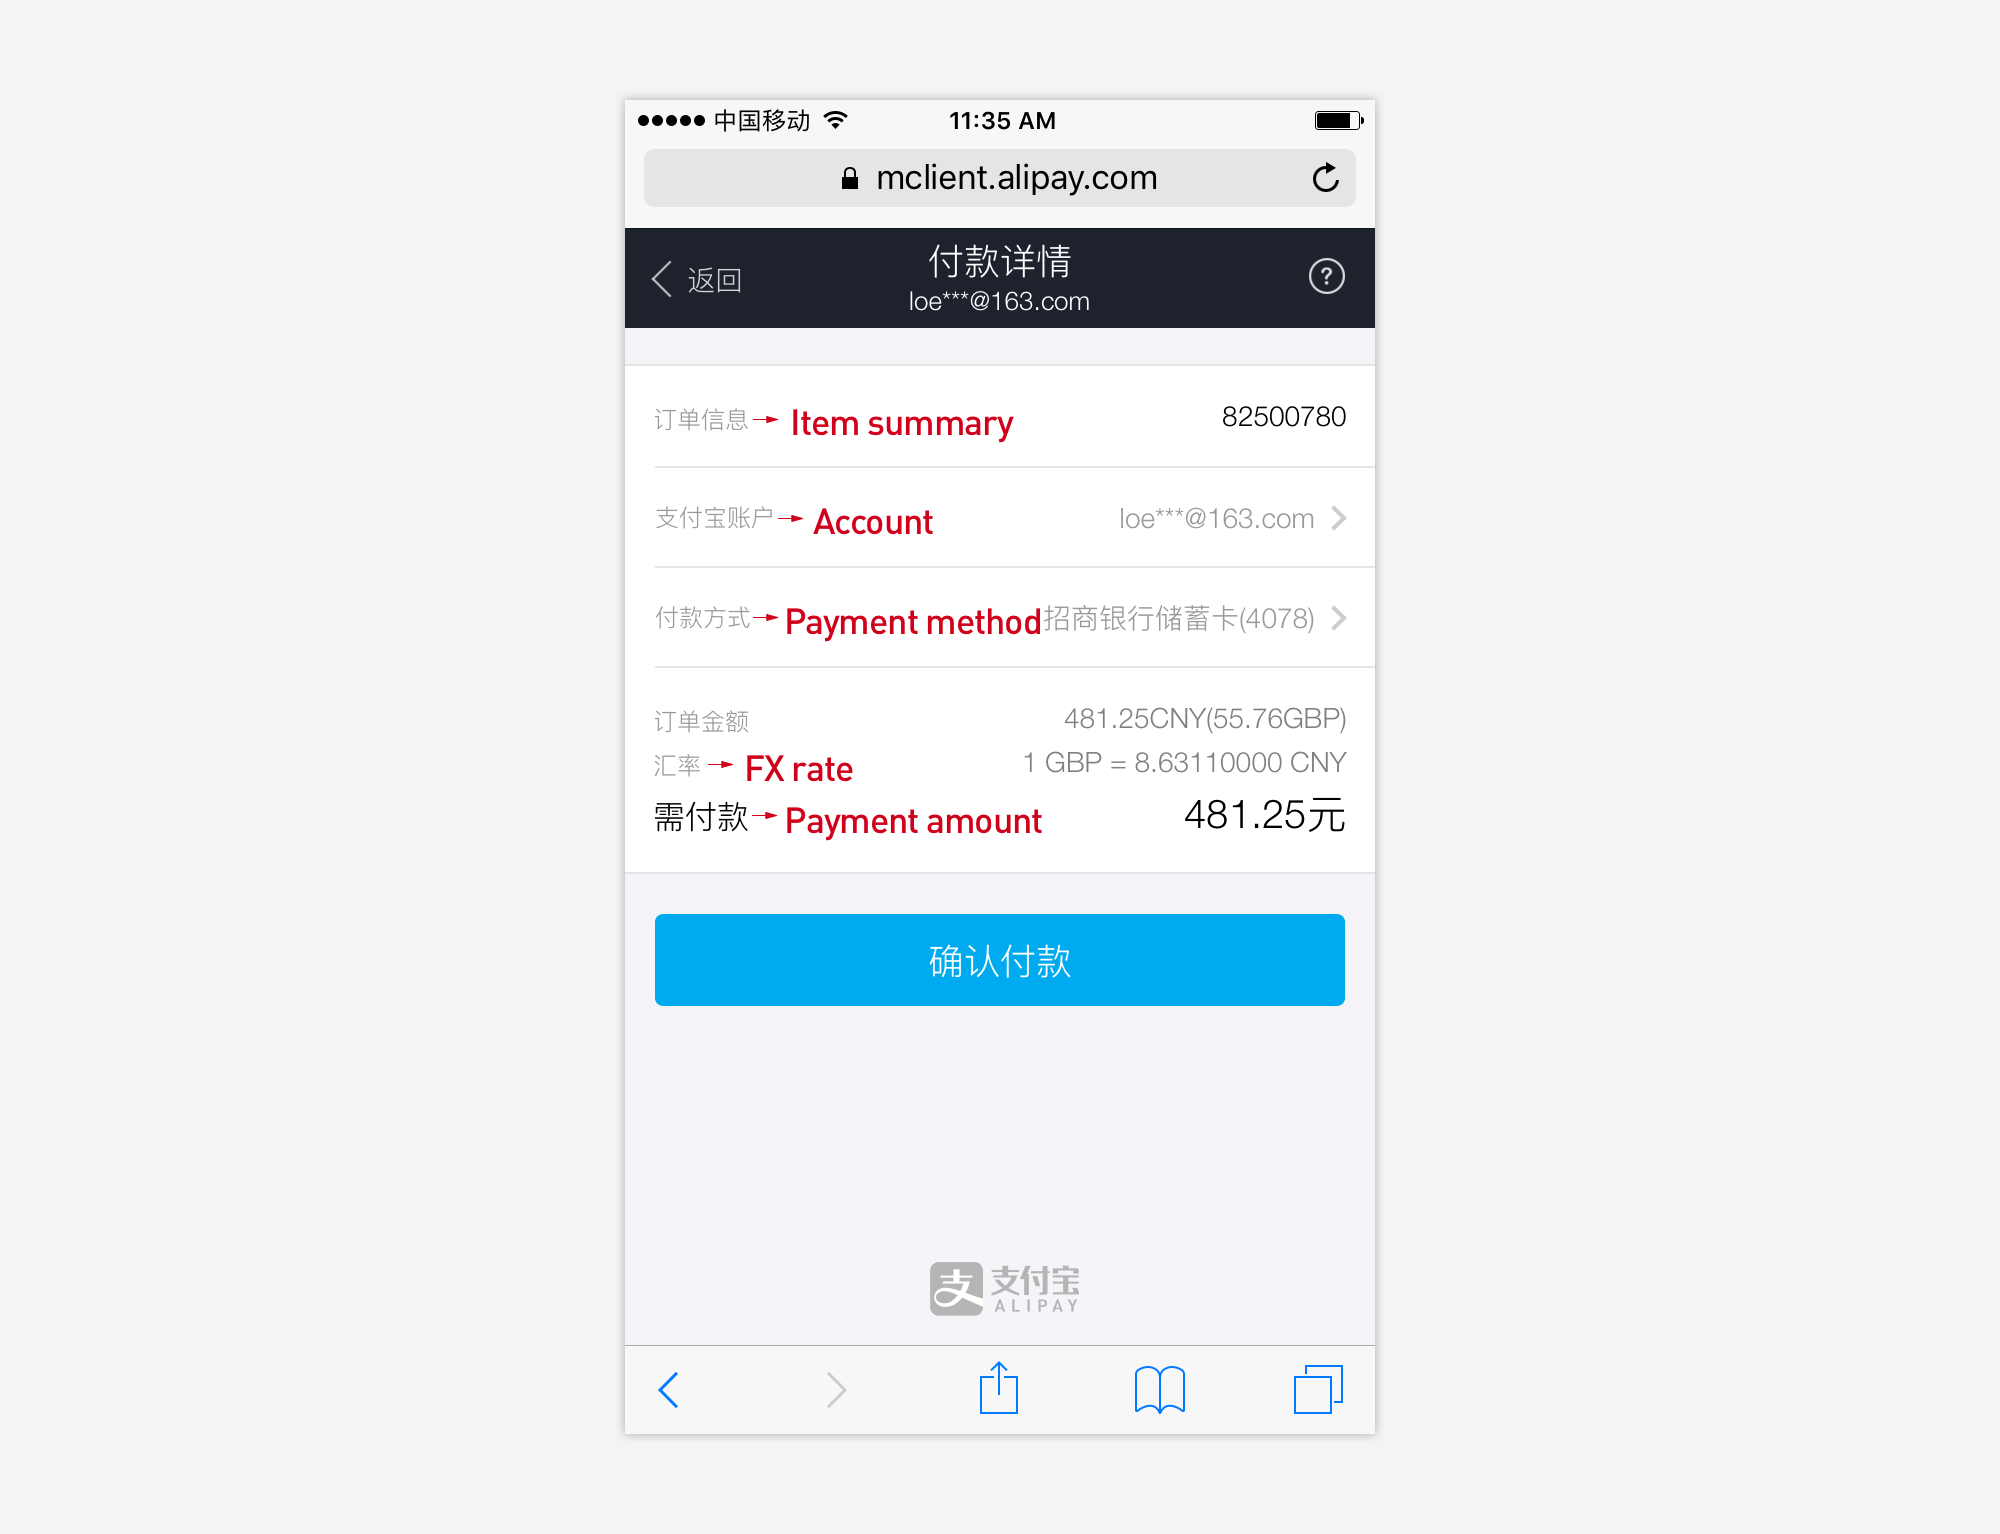 中国移动 11:35 AM
mclient.alipay.com
返回 付款详情
loe***@163.com
订单信息 Item summary 82500780
支付宝账户 Account loe***@163.com
付款方式 Payment method 招商银行储蓄卡(4078)
订单金额 481.25CNY(55.76GBP)
汇率 FX rate 1 GBP = 8.63110000 CNY
需付款 Payment amount 481.25元
确认付款
支 支付宝
ALIPAY